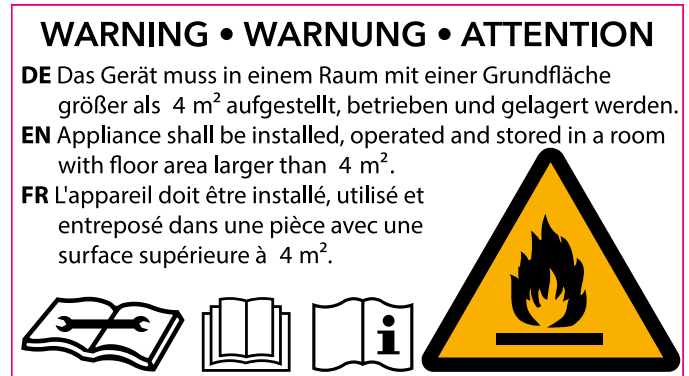 WARNING • WARNUNG • ATTENTION
DE Das Gerät muss in einem Raum mit einer Grundfläche
größer als 4 m² aufgestellt, betrieben und gelagert werden.
EN Appliance shall be installed, operated and stored in a room
with floor area larger than 4 m².
FR L'appareil doit être installé, utilisé et
entreposé dans une pièce avec une
surface supérieure à 4 m².
i